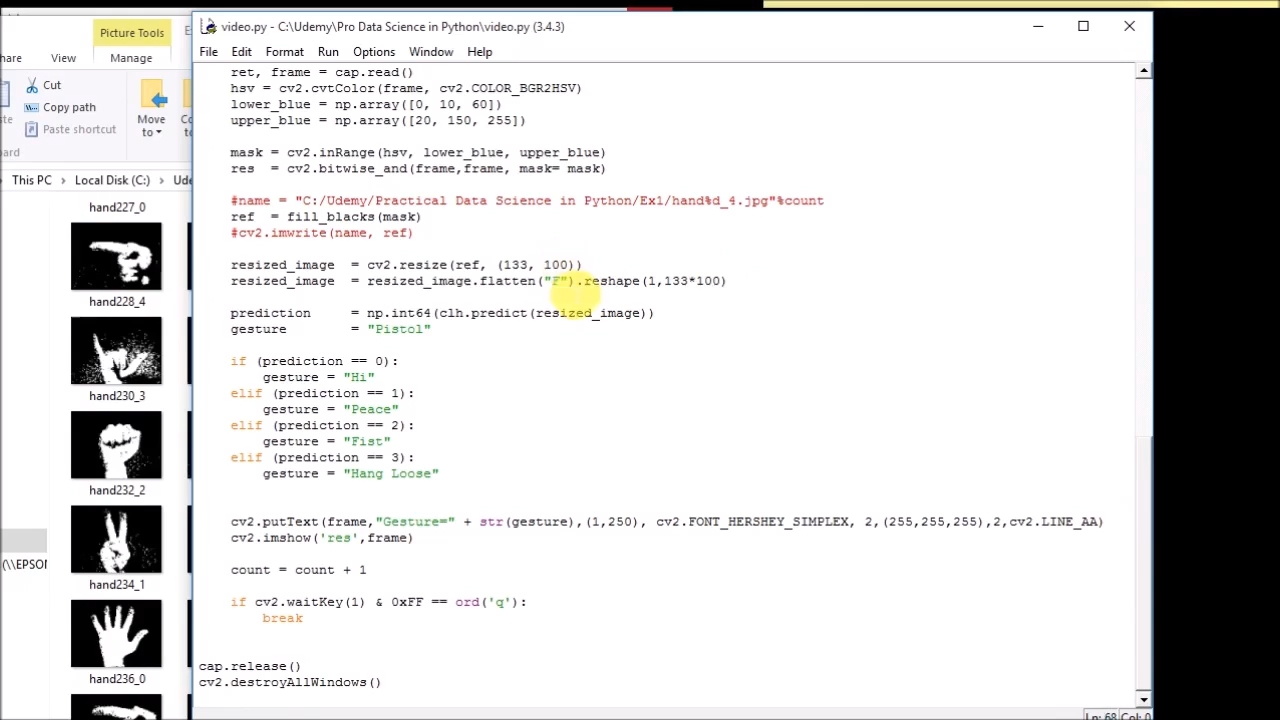 Picture Tools
video.py - C:\Udemy\Pro Data Science in Python\video.py (3.4.3)
hare View Manage
File Edit Format Run Options Window Help
Cut
Copy path
Paste shortcut
Move to
This PC > Local Disk (C:) >
hand227_0
hand228_4
hand230_3
hand232_2
hand234_1
hand236_0
(\\EPSON
ret, frame = cap.read()
hsv = cv2.cvtColor(frame, cv2.COLOR_BGR2HSV)
lower_blue = np.array([0, 10, 60])
upper_blue = np.array([20, 150, 255])
mask = cv2.inRange(hsv, lower_blue, upper_blue)
res = cv2.bitwise_and(frame,frame, mask= mask)
#name = "C:/Udemy/Practical Data Science in Python/Ex1/hand%d_4.jpg"%count
ref = fill_blacks(mask)
#cv2.imwrite(name, ref)
resized_image = cv2.resize(ref, (133, 100))
resized_image = resized_image.flatten("F").reshape(1,133*100)
prediction = np.int64(clh.predict(resized_image))
gesture = "Pistol"
if (prediction == 0):
gesture = "Hi"
elif (prediction == 1):
gesture = "Peace"
elif (prediction == 2):
gesture = "Fist"
elif (prediction == 3):
gesture = "Hang Loose"
cv2.putText(frame,"Gesture=" + str(gesture),(1,250), cv2.FONT_HERSHEY_SIMPLEX, 2,(255,255,255),2,cv2.LINE_AA)
cv2.imshow('res',frame)
count = count + 1
if cv2.waitKey(1) & 0xFF == ord('q'):
break
cap.release()
cv2.destroyAllWindows()
Ln: 68 Col: 0